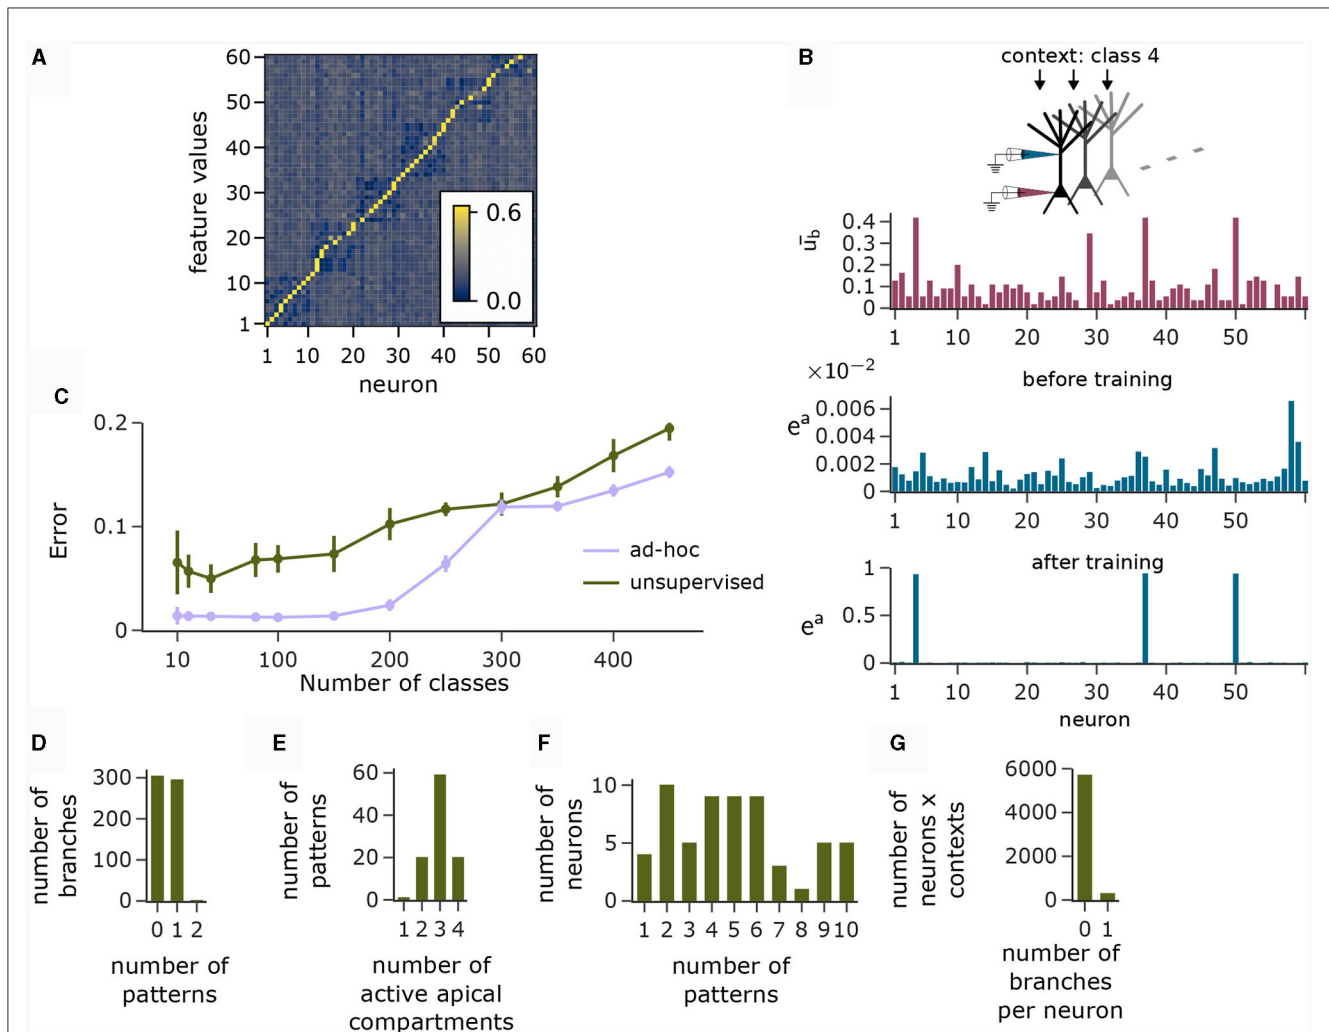 A
60
50
40
30
20
10
1
feature values
0.6
0.0
1 10 20 30 40 50 60
neuron
B
context: class 4
0.4
0.3
0.2
0.1
0
ūb
1 10 20 30 40 50
×10−2
before training
0.006
0.004
0.002
0
ea
1 10 20 30 40 50
after training
1
0.5
0
ea
1 10 20 30 40 50
neuron
C
0.2
0.1
0
Error
ad-hoc
unsupervised
10 100 200 300 400
Number of classes
D
300
200
100
0
number of
branches
0 1 2
number of
patterns
E
60
40
20
0
number of
patterns
1 2 3 4
number of
active apical
compartments
F
10
5
0
number of
neurons
1 2 3 4 5 6 7 8 9 10
number of
patterns
G
6000
4000
2000
0
number of
neurons x
contexts
0 1
number of
branches
per neuron